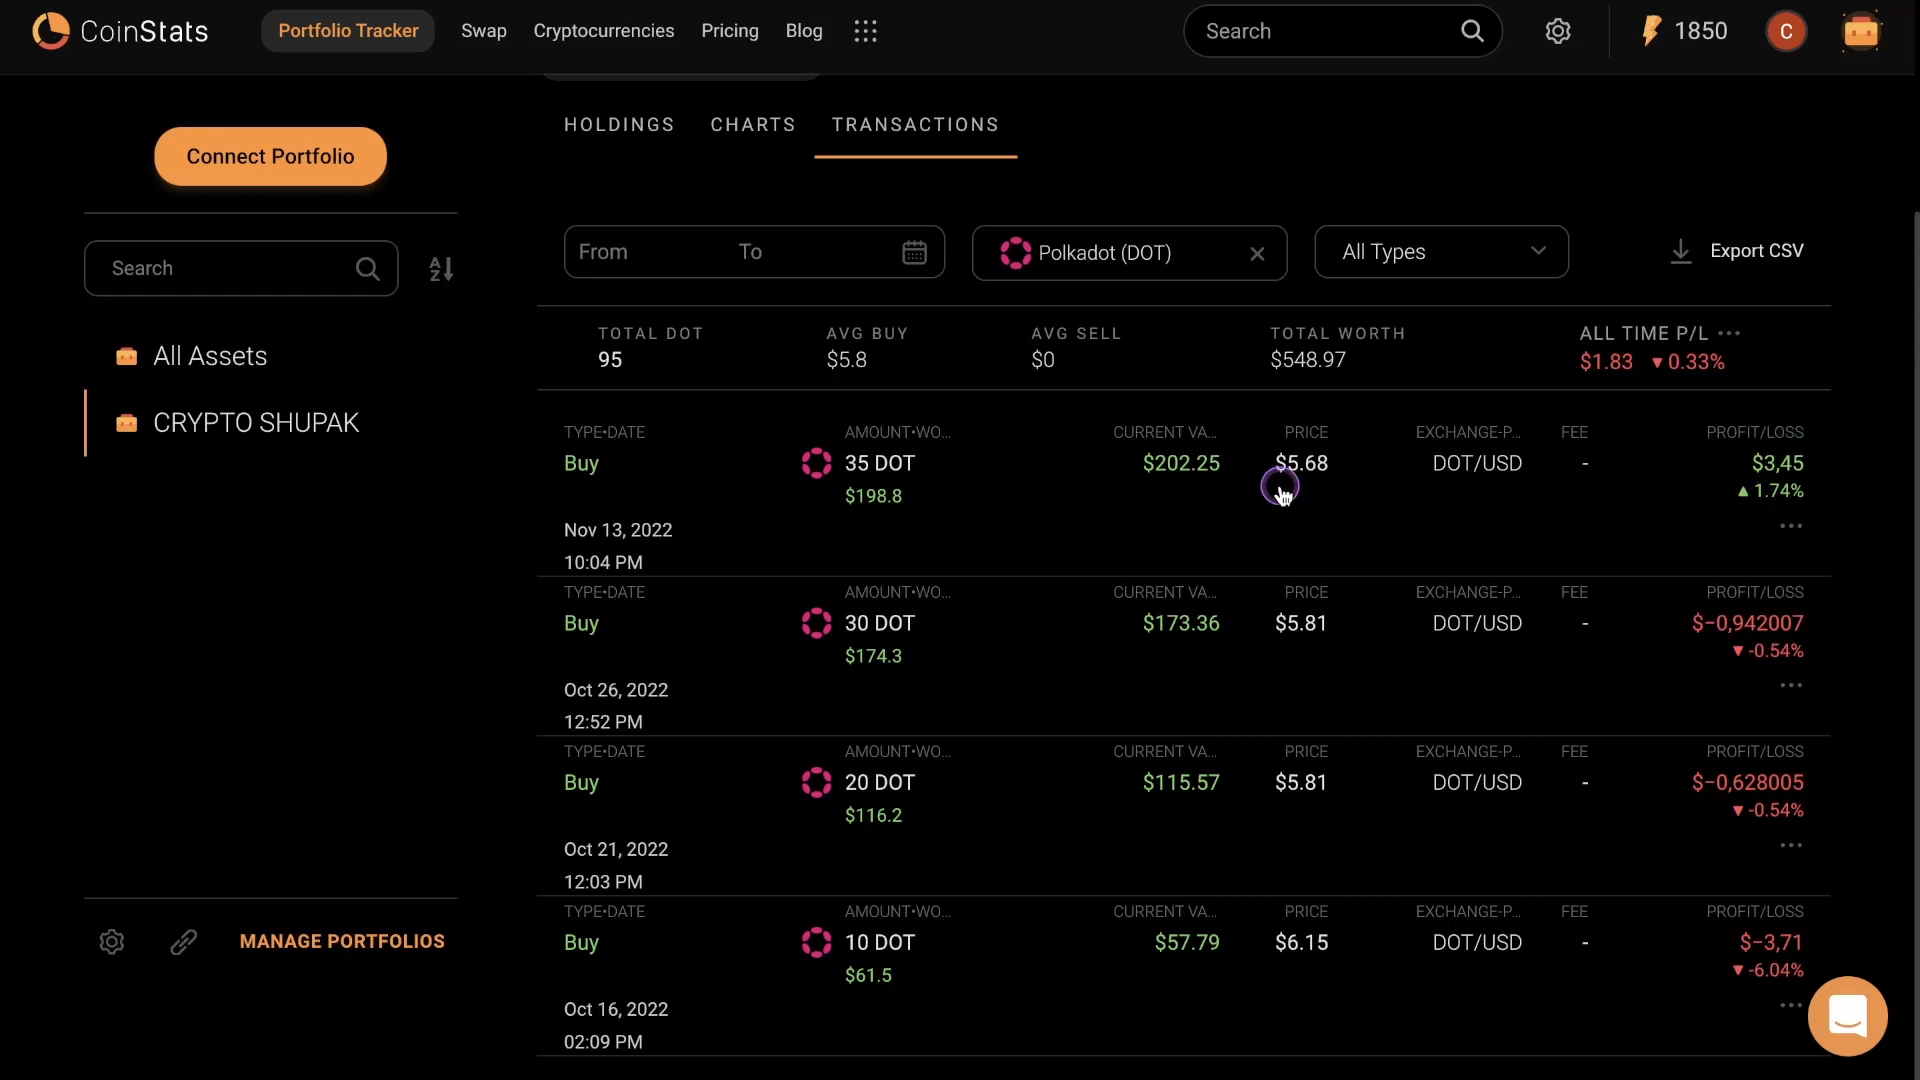 CoinStats Portfolio Tracker Swap Cryptocurrencies Pricing Blog Search 1850 C
Connect Portfolio
Search
All Assets
CRYPTO SHUPAK
MANAGE PORTFOLIOS
HOLDINGS CHARTS TRANSACTIONS
From To Polkadot (DOT) All Types Export CSV
TOTAL DOT AVG BUY AVG SELL TOTAL WORTH ALL TIME P/L •••
95 $5.8 $0 $548.97 $1.83 ▼0.33%
TYPE•DATE AMOUNT•WO... CURRENT VA... PRICE EXCHANGE-P... FEE PROFIT/LOSS
Buy 35 DOT $202.25 $5.68 DOT/USD - $3,45
$198.8 ▲1.74%
Nov 13, 2022 •••
10:04 PM
TYPE•DATE AMOUNT•WO... CURRENT VA... PRICE EXCHANGE-P... FEE PROFIT/LOSS
Buy 30 DOT $173.36 $5.81 DOT/USD - $−0,942007
$174.3 ▼-0.54%
Oct 26, 2022 •••
12:52 PM
TYPE•DATE AMOUNT•WO... CURRENT VA... PRICE EXCHANGE-P... FEE PROFIT/LOSS
Buy 20 DOT $115.57 $5.81 DOT/USD - $−0,628005
$116.2 ▼-0.54%
Oct 21, 2022 •••
12:03 PM
TYPE•DATE AMOUNT•WO... CURRENT VA... PRICE EXCHANGE-P... FEE PROFIT/LOSS
Buy 10 DOT $57.79 $6.15 DOT/USD - $−3,71
$61.5 ▼-6.04%
Oct 16, 2022 •••
02:09 PM